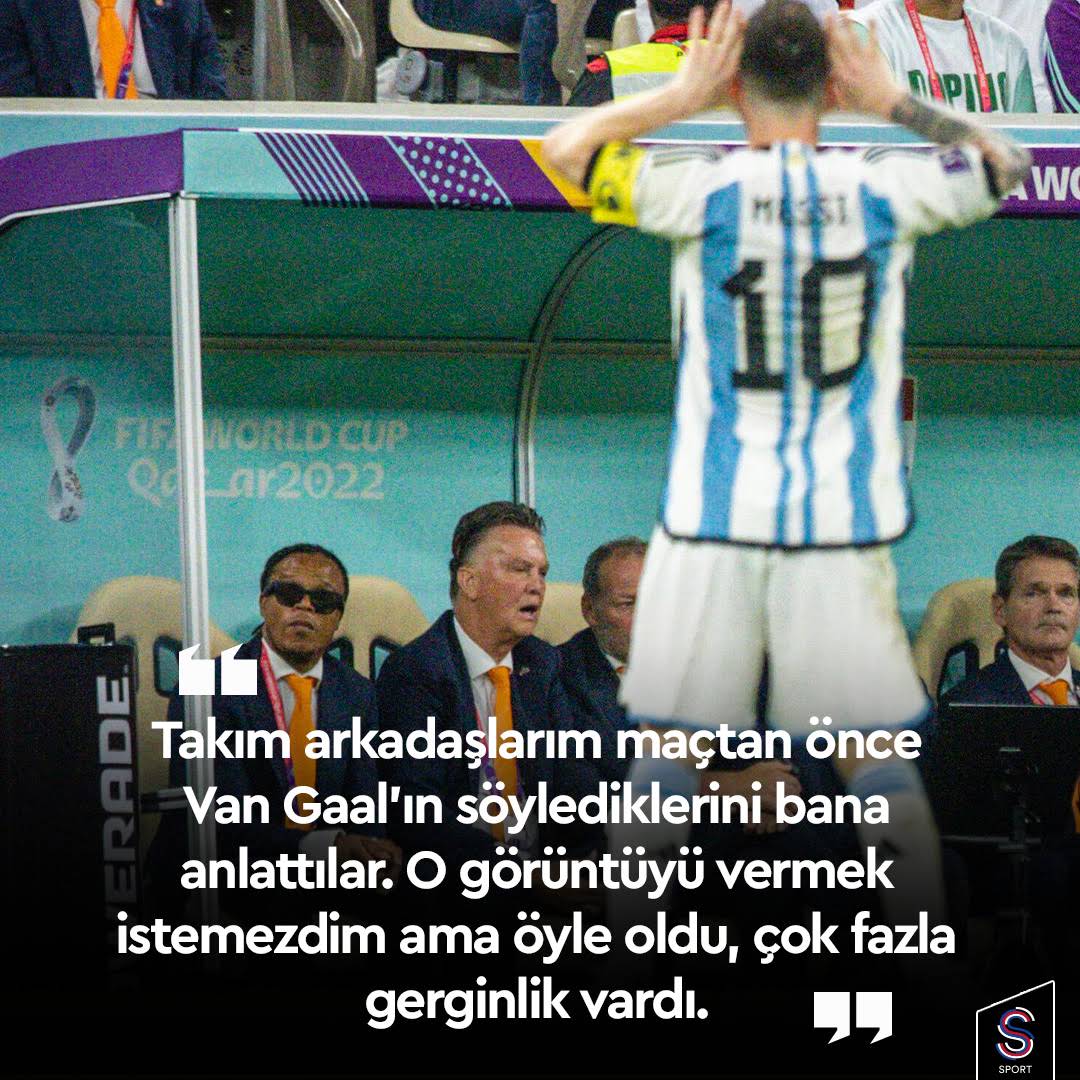 MESSI
10
FIFA WORLD CUP
Qatar2022
Takım arkadaşlarım maçtan önce
Van Gaal'ın söylediklerini bana
anlattılar. O görüntüyü vermek
istemezdim ama öyle oldu, çok fazla
gerginlik vardı.
S
SPORT